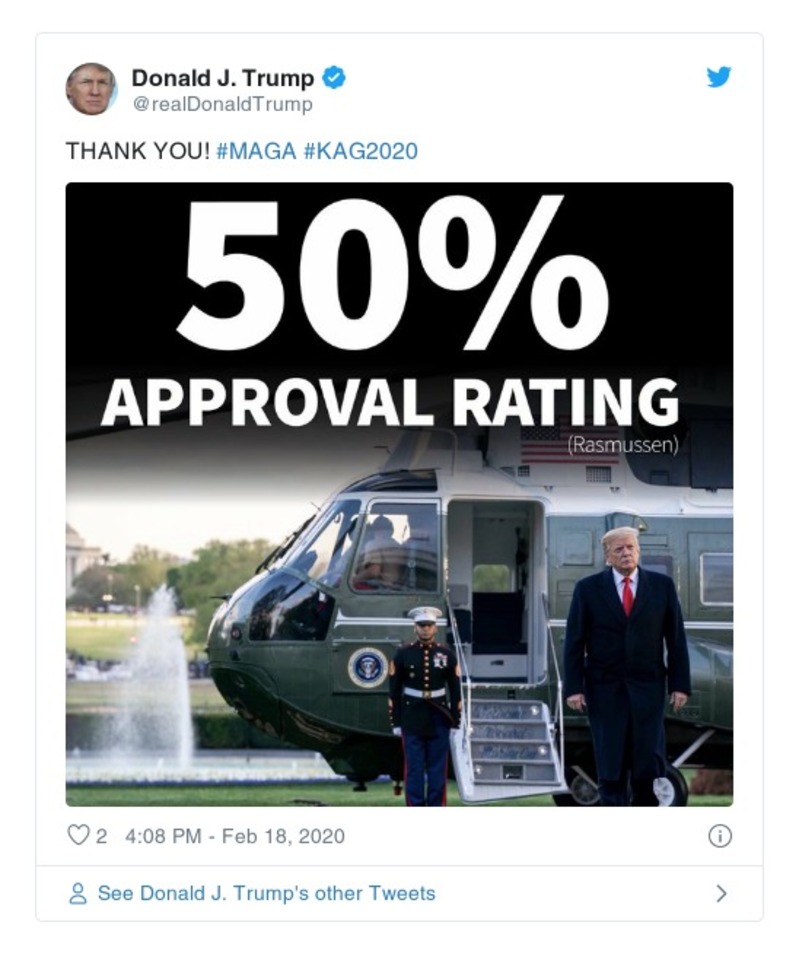 Donald J. Trump
@realDonaldTrump
THANK YOU! #MAGA #KAG2020
50%
APPROVAL RATING
(Rasmussen)
2 4:08 PM - Feb 18, 2020
See Donald J. Trump's other Tweets